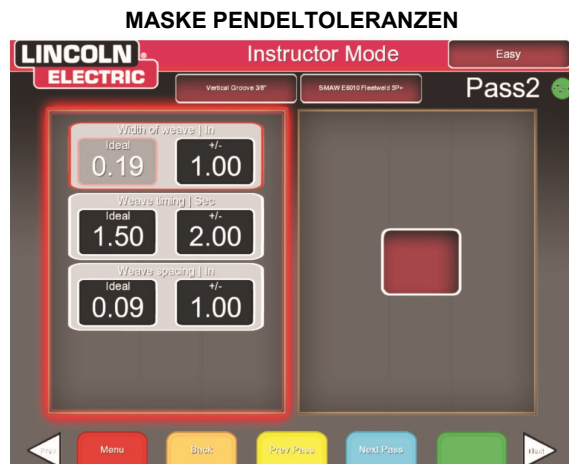 MASKE PENDELTOLERANZEN
LINCOLN ®
ELECTRIC
Instructor Mode
Easy
Vertical Groove 3/8"
SMAW E6010 Fleetweld 5P+
Pass2
Width of weave | In
Ideal
0.19
+/-
1.00
Weave timing | Sec
Ideal
1.50
+/-
2.00
Weave spacing | In
Ideal
0.09
+/-
1.00
Prev
Menu
Back
Prev Pass
Next Pass
Next